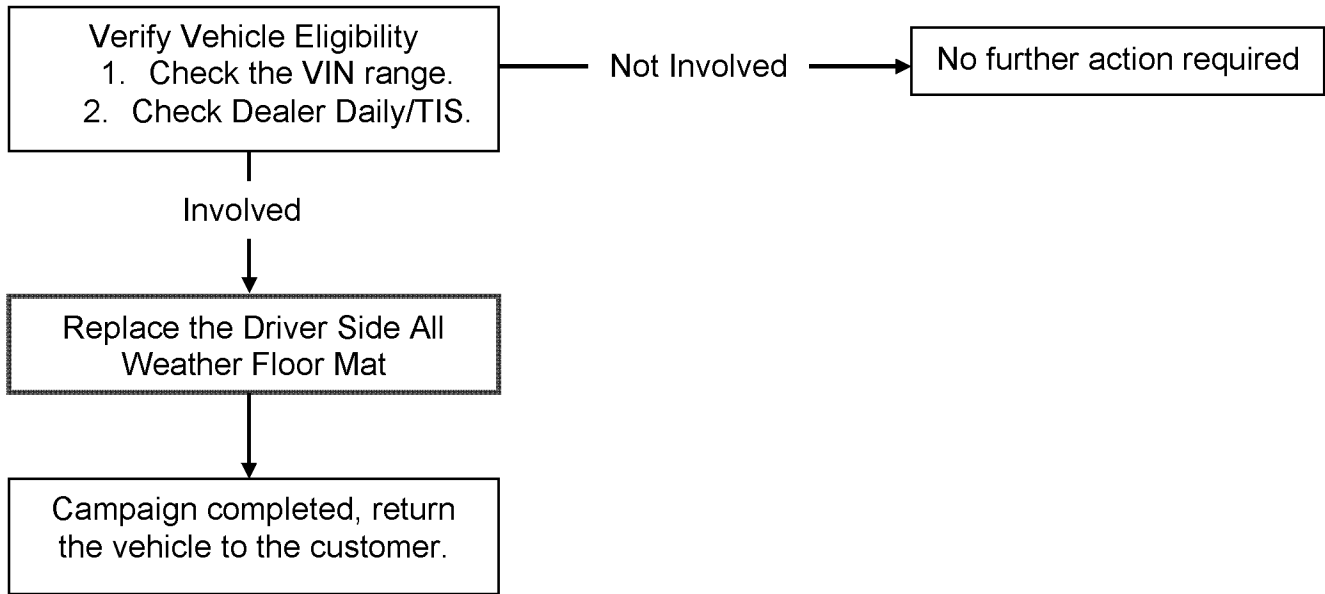 Verify Vehicle Eligibility
1. Check the VIN range.
2. Check Dealer Daily/TIS.
Not Involved
No further action required
Involved
Replace the Driver Side All
Weather Floor Mat
Campaign completed, return
the vehicle to the customer.